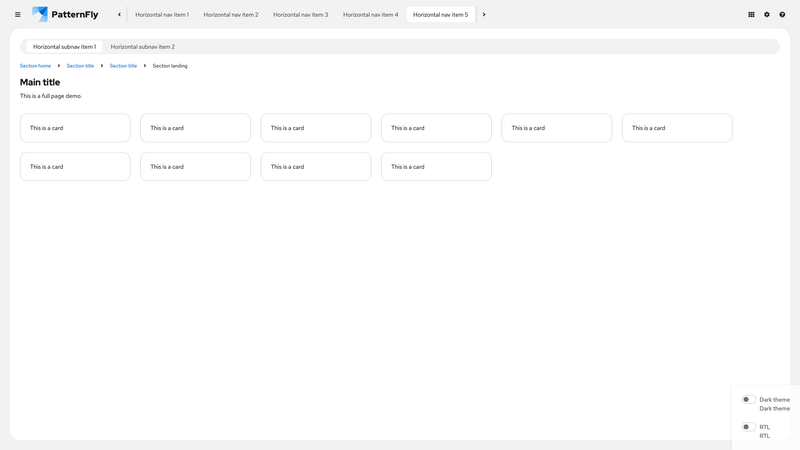 PatternFly
Horizontal nav item 1 Horizontal nav item 2 Horizontal nav item 3 Horizontal nav item 4 Horizontal nav item 5
Horizontal subnav item 1 Horizontal subnav item 2
Section home Section title Section title Section landing
Main title
This is a full page demo.
This is a card This is a card This is a card This is a card This is a card This is a card
This is a card This is a card This is a card This is a card
Dark theme
Dark theme
RTL
RTL